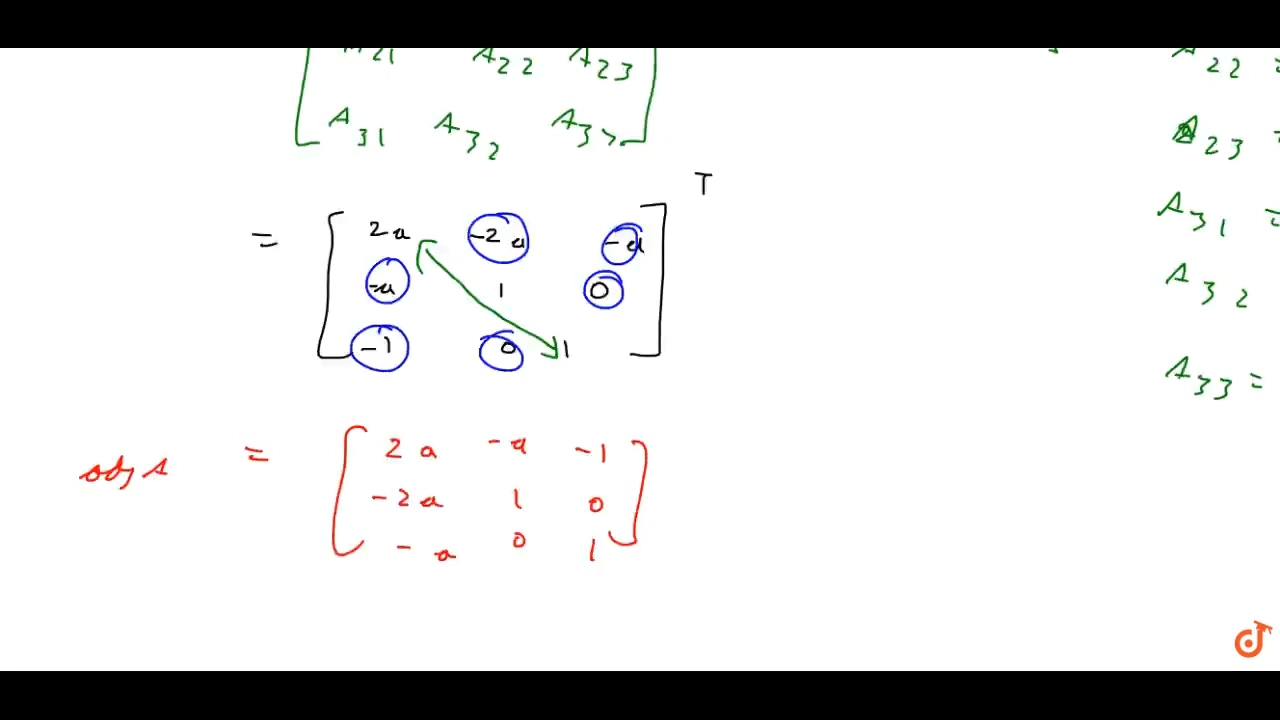 A21 A22 A23
A31 A32 A33
T
= [ 2a -2a -a
-a 1 0
-1 0 1 ]
adj A = [ 2a -a -1
-2a 1 0
-a 0 1 ]
A22 =
A23 =
A31 =
A32
A33 =